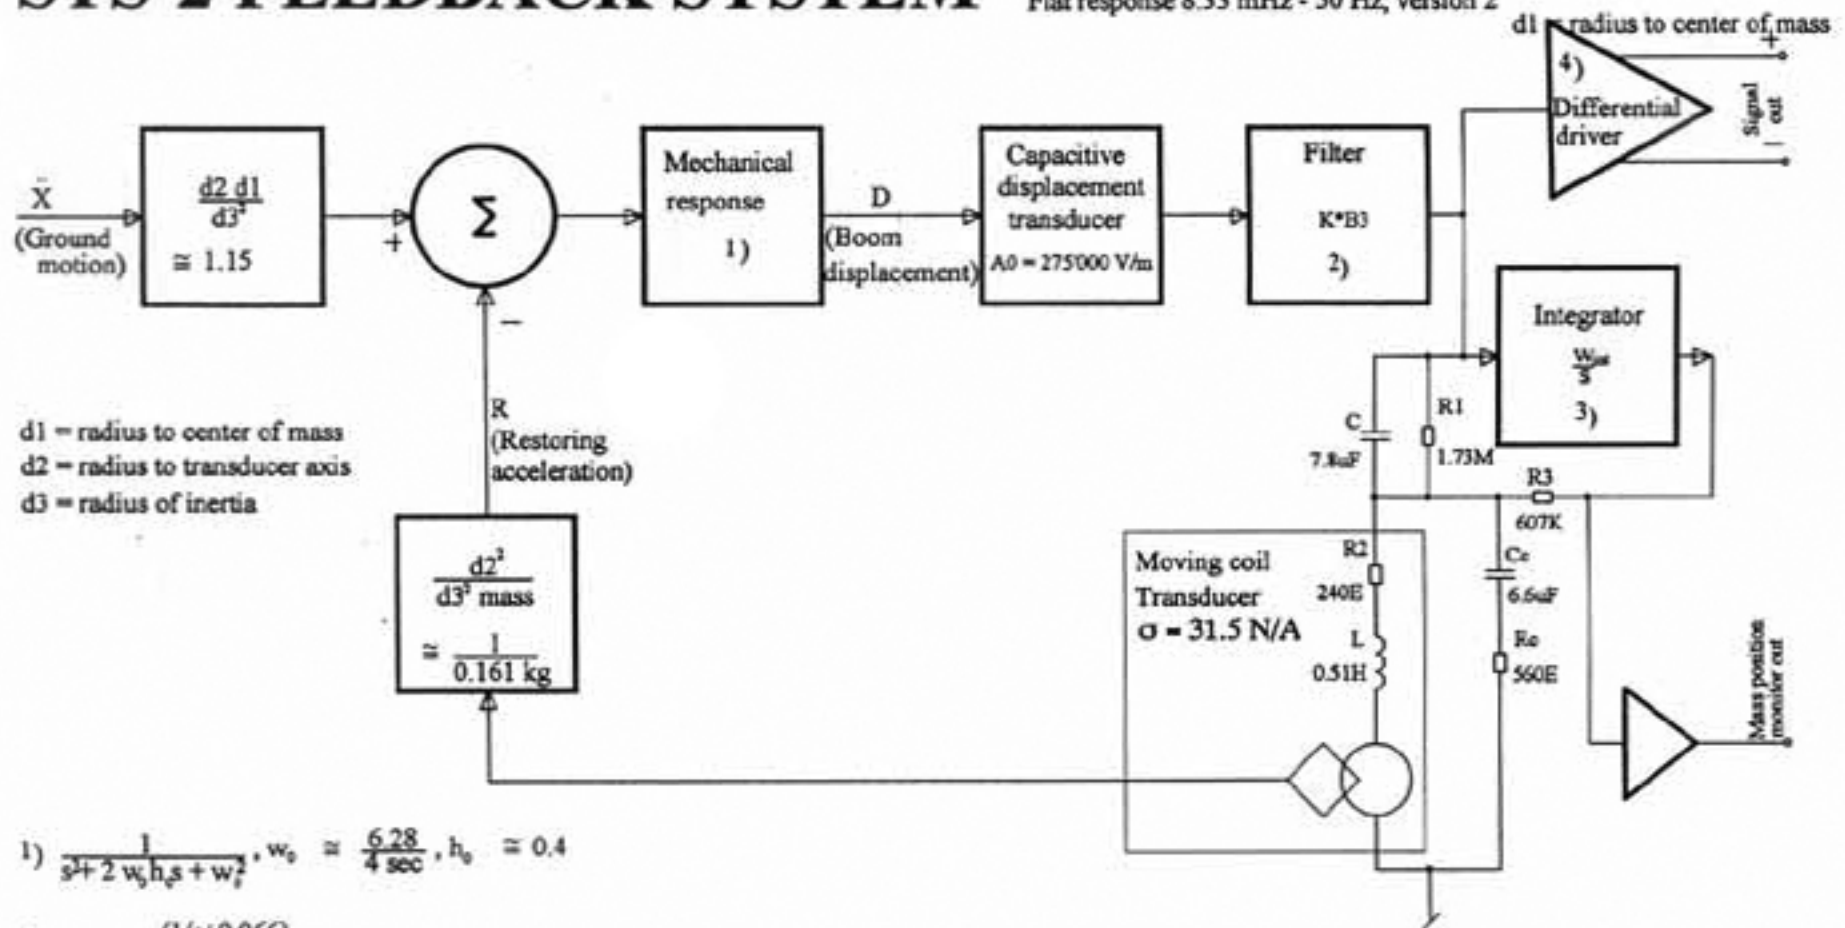 STS-2 FEEDBACK SYSTEM
Flat response 8.33 mHz - 50 Hz, version 2
d1 = radius to center of mass
Ẍ
(Ground
motion)
d2 d1
d3²
≅ 1.15
+
Σ
−
Mechanical
response
1)
D
(Boom
displacement)
Capacitive
displacement
transducer
A0 = 275'000 V/m
Filter
K*B3
2)
4)
Differential
driver
+
Signal
out
−
Integrator
S
3)
C
7.8uF
R1
1.73M
R3
607K
R
(Restoring
acceleration)
d1 = radius to center of mass
d2 = radius to transducer axis
d3 = radius of inertia
d2²
d3² mass
≅ 1
0.161 kg
Moving coil
Transducer
σ = 31.5 N/A
R2
240E
L
0.51H
Cc
6.6uF
Rc
560E
Mass position
monitor out
1) 1
s²+ 2 w₀h₀s + w₀² , w₀ ≅ 6.28
4 sec , h₀ ≅ 0.4